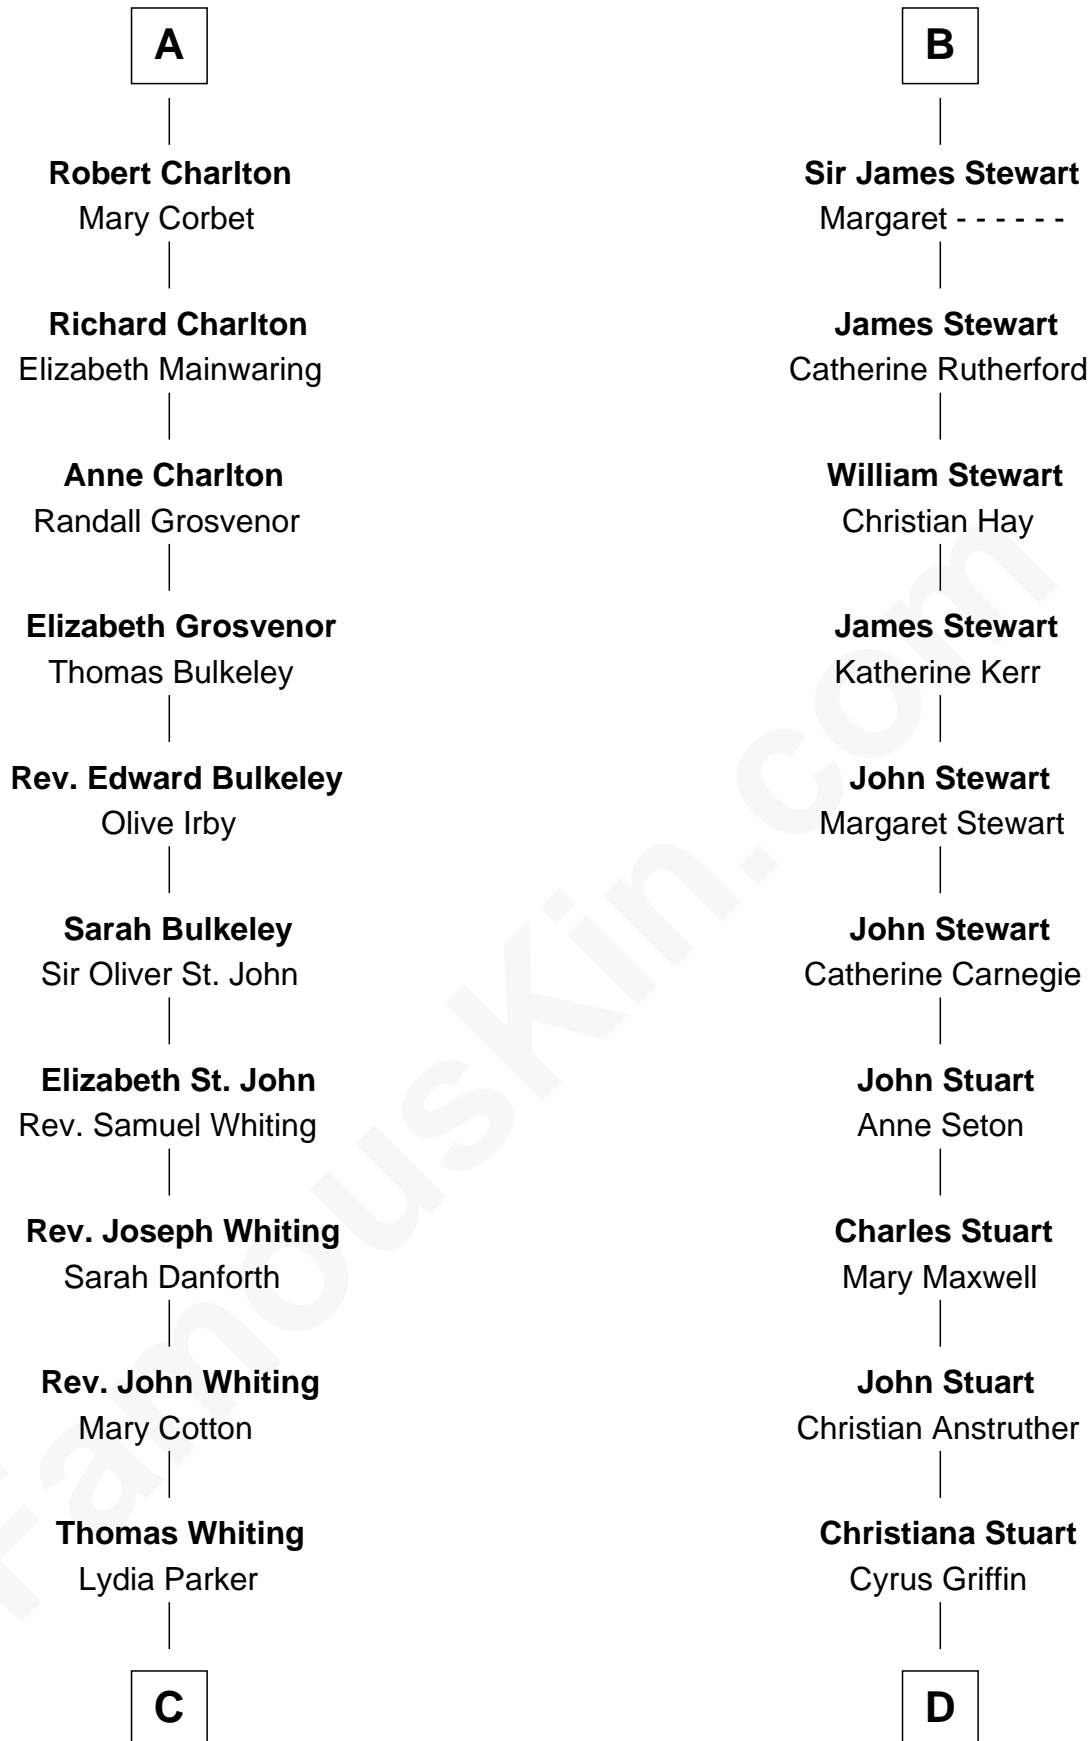 A
Robert Charlton
Mary Corbet
Richard Charlton
Elizabeth Mainwaring
Anne Charlton
Randall Grosvenor
Elizabeth Grosvenor
Thomas Bulkeley
Rev. Edward Bulkeley
Olive Irby
Sarah Bulkeley
Sir Oliver St. John
Elizabeth St. John
Rev. Samuel Whiting
Rev. Joseph Whiting
Sarah Danforth
Rev. John Whiting
Mary Cotton
Thomas Whiting
Lydia Parker
C
B
Sir James Stewart
Margaret - - - - - -
James Stewart
Catherine Rutherford
William Stewart
Christian Hay
James Stewart
Katherine Kerr
John Stewart
Margaret Stewart
John Stewart
Catherine Carnegie
John Stuart
Anne Seton
Charles Stuart
Mary Maxwell
John Stuart
Christian Anstruther
Christiana Stuart
Cyrus Griffin
D
FamousKin.com